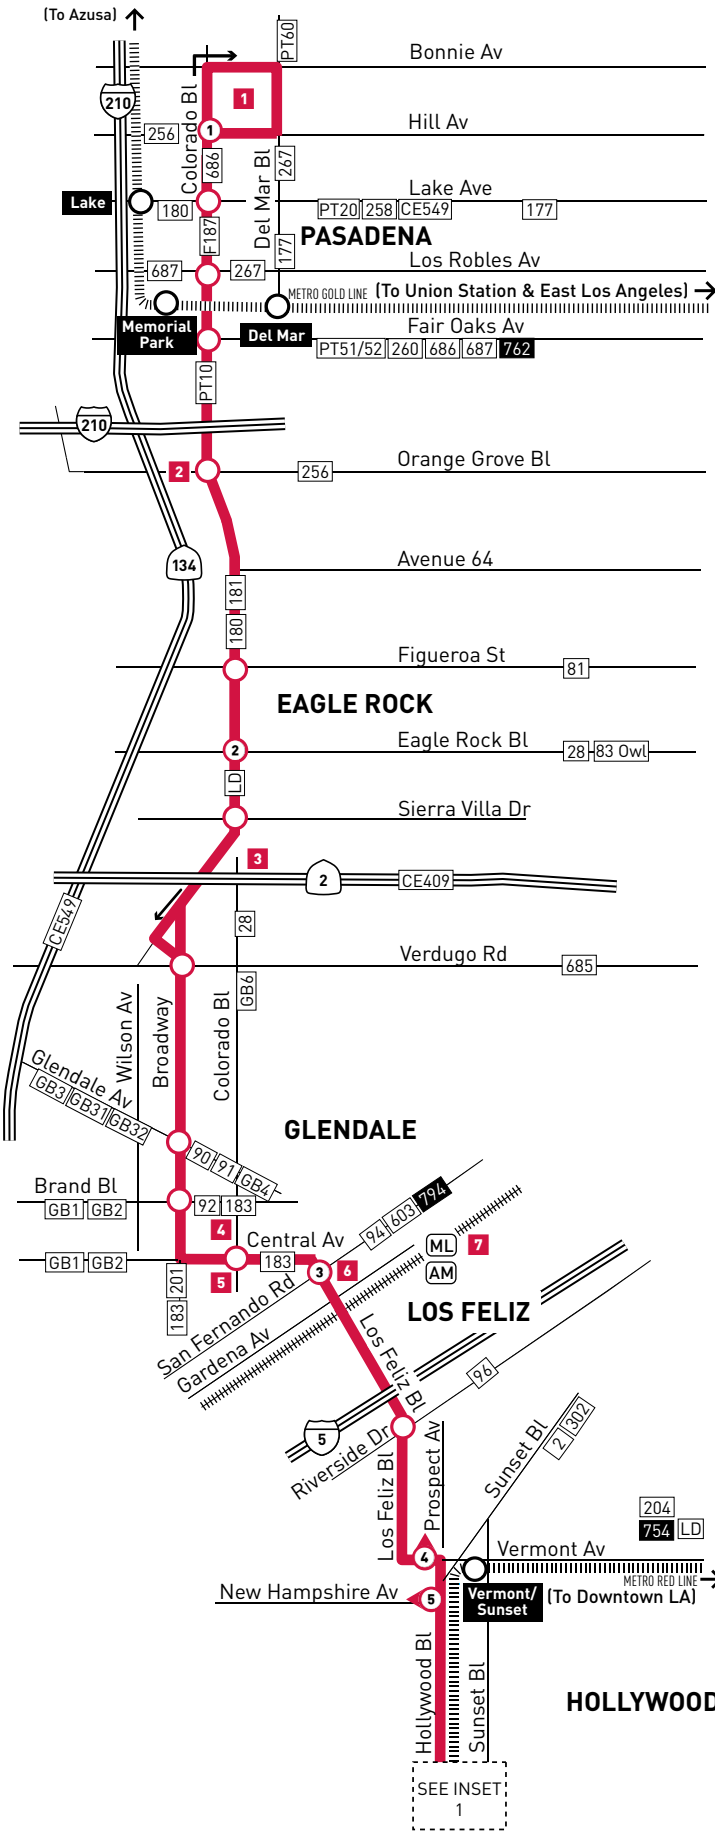 (To Azusa)
PT60
Bonnie Av
210
Colorado Bl
1
256
1
Hill Av
686
Del Mar Bl
267
Lake
180
Lake Ave
PT20 258 CE549 177
F187
177
PASADENA
687
267
Los Robles Av
METRO GOLD LINE (To Union Station & East Los Angeles)
Memorial
Park
Del Mar
Fair Oaks Av
PT51/52 260 686 687 762
PT10
210
2
256
Orange Grove Bl
134
Avenue 64
181
180
Figueroa St
81
EAGLE ROCK
2
Eagle Rock Bl
28 83 Owl
LD
Sierra Villa Dr
3
2
CE409
CE549
28
Verdugo Rd
685
GB6
Wilson Av
Broadway
Colorado Bl
Glendale Av
GB3 GB31 GB32
GLENDALE
90 91 GB4
Brand Bl
GB1 GB2
92 183
4
94 603 794
Central Av
183
GB1 GB2
5
3
6
ML
7
AM
183 201
San Fernando Rd
Gardena Av
LOS FELIZ
Los Feliz Bl
96
5
Riverside Dr
Los Feliz Bl
Prospect Av
Sunset Bl
2 302
204
754 LD
4
Vermont Av
METRO RED LINE
New Hampshire Av
5
Vermont/
Sunset
(To Downtown LA)
Hollywood Bl
Sunset Bl
HOLLYWOOD
SEE INSET
1